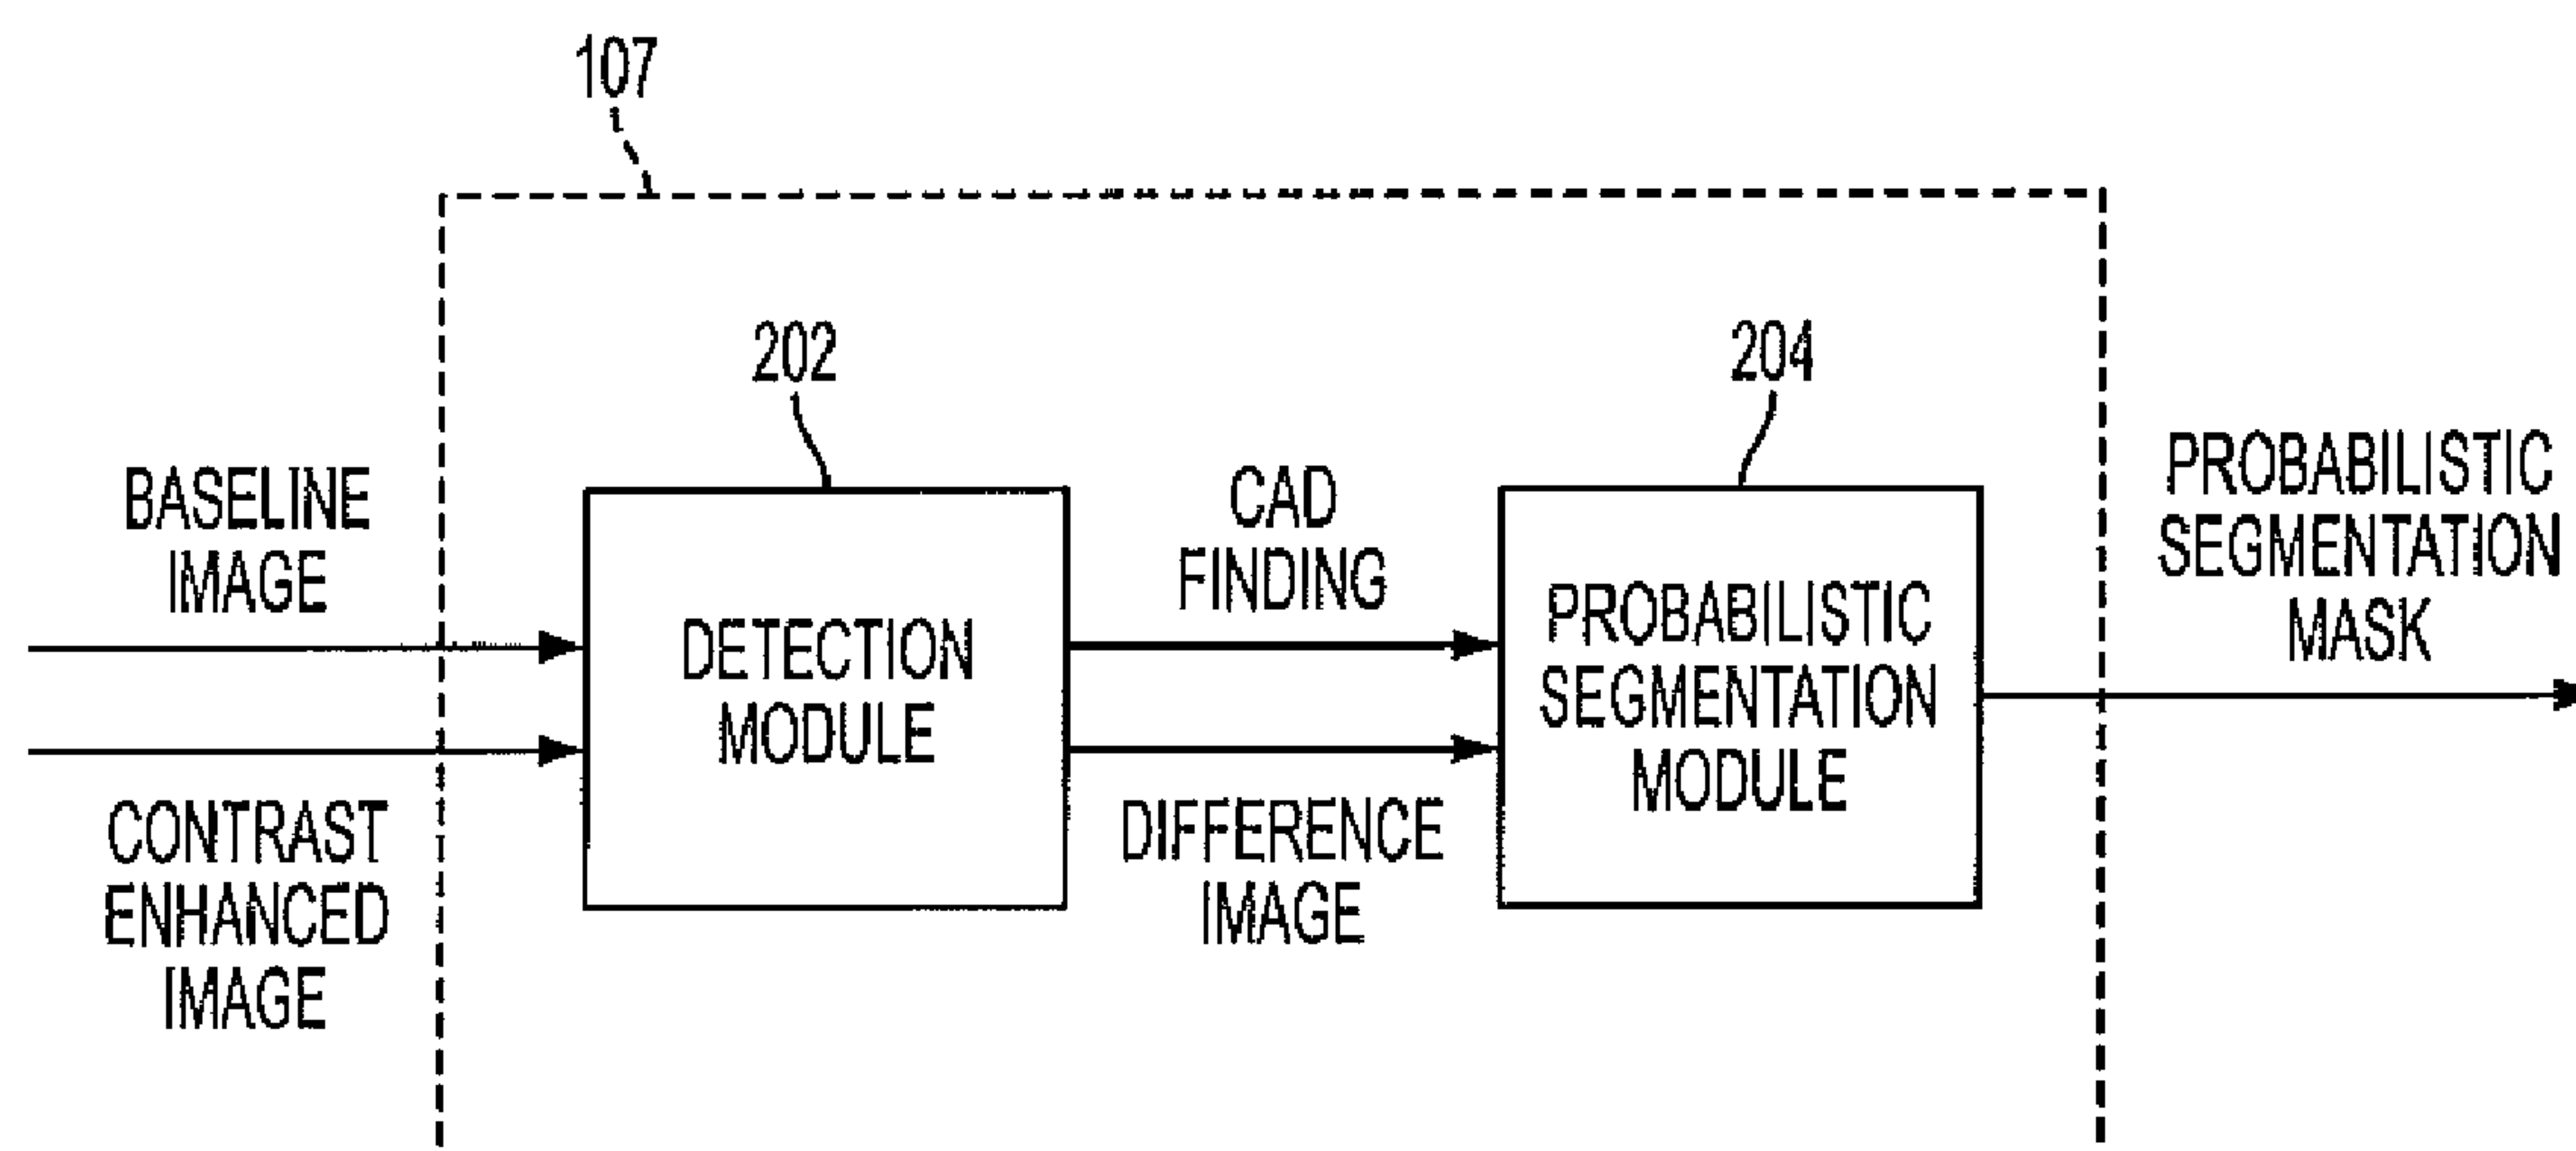 107
202
204
BASELINE
IMAGE
CONTRAST
ENHANCED
IMAGE
DETECTION
MODULE
CAD
FINDING
DIFFERENCE
IMAGE
PROBABILISTIC
SEGMENTATION
MODULE
PROBABILISTIC
SEGMENTATION
MASK